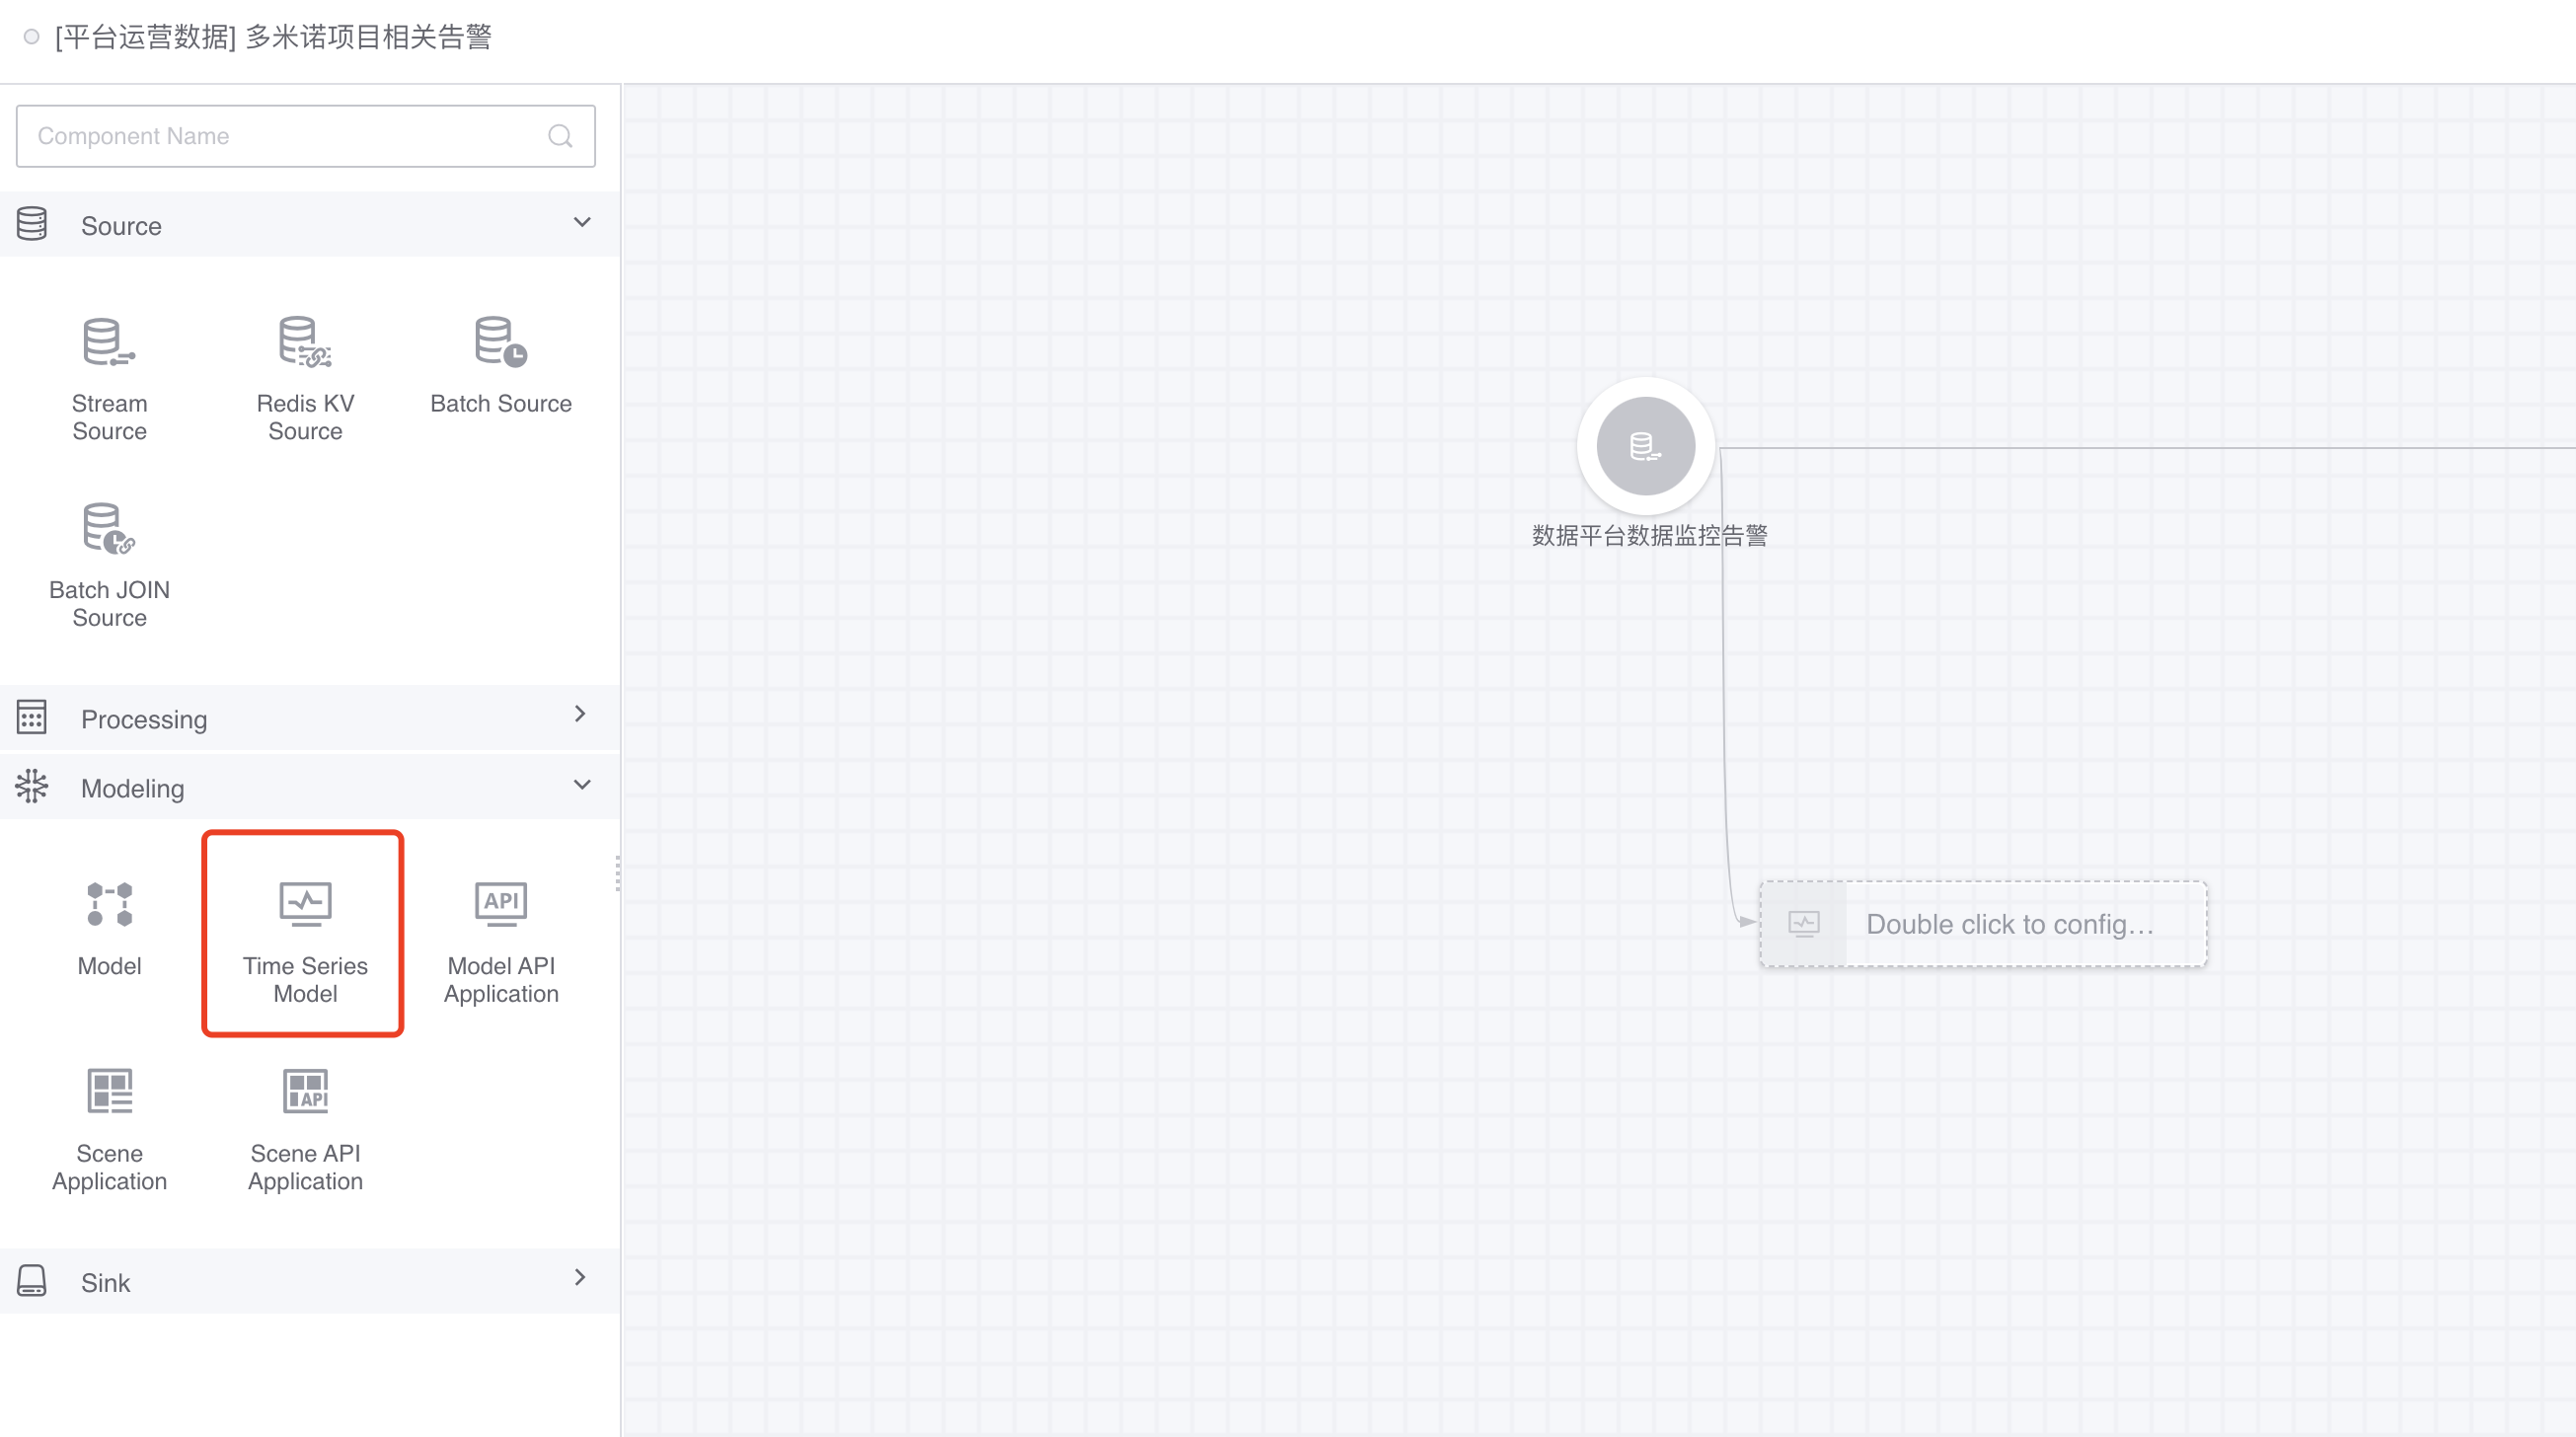 [平台运营数据] 多米诺项目相关告警
Component Name
Source
Stream
Source
Redis KV
Source
Batch Source
Batch JOIN
Source
Processing
Modeling
Model
Time Series
Model
API
Model API
Application
Scene
Application
API
Scene API
Application
Sink
数据平台数据监控告警
Double click to config...